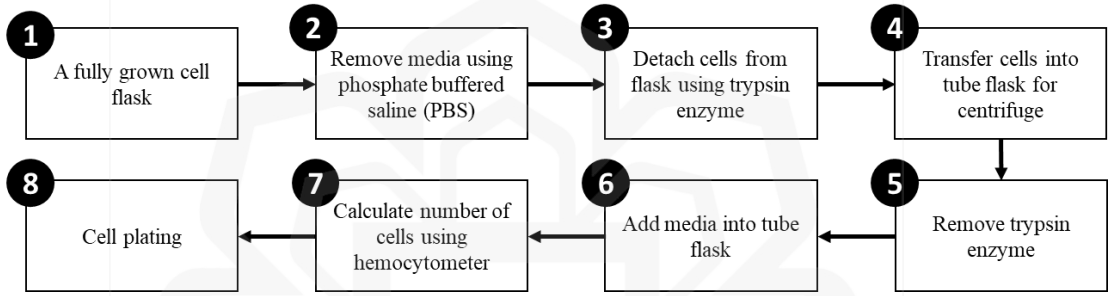 1
A fully grown cell
flask
2
Remove media using
phosphate buffered
saline (PBS)
3
Detach cells from
flask using trypsin
enzyme
4
Transfer cells into
tube flask for
centrifuge
5
Remove trypsin
enzyme
6
Add media into tube
flask
7
Calculate number of
cells using
hemocytometer
8
Cell plating